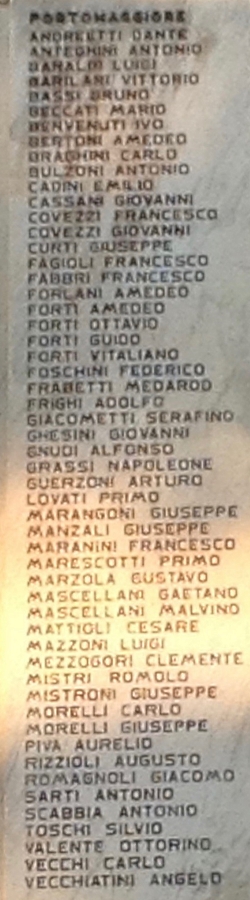 PORTOMAGGIORE
ANDREETTI DANTE
ANTEGHINI ANTONIO
BARALDI LUIGI
BARILANI VITTORIO
BASSI BRUNO
BECCATI MARIO
BENVENUTI IVO
BERTONI AMEDEO
BRAGHINI CARLO
BULZONI ANTONIO
CADINI EMILIO
CASSANI GIOVANNI
COVEZZI FRANCESCO
COVEZZI GIOVANNI
CURTI GIUSEPPE
FAGIOLI FRANCESCO
FABBRI FRANCESCO
FORLANI AMEDEO
FORTI AMEDEO
FORTI OTTAVIO
FORTI GUIDO
FORTI VITALIANO
FOSCHINI FEDERICO
FRABETTI MEDARDO
FRIGHI ADOLFO
GIACOMETTI SERAFINO
GHESINI GIOVANNI
GNUDI ALFONSO
GRASSI NAPOLEONE
GUERZONI ARTURO
LOVATI PRIMO
MARANGONI GIUSEPPE
MANZALI GIUSEPPE
MARANINI FRANCESCO
MARESCOTTI PRIMO
MARZOLA GUSTAVO
MASCELLANI GAETANO
MASCELLANI MALVINO
MATTIOLI CESARE
MAZZONI LUIGI
MEZZOGORI CLEMENTE
MISTRI ROMOLO
MISTRONI GIUSEPPE
MORELLI CARLO
MORELLI GIUSEPPE
PIVA AURELIO
RIZZIOLI AUGUSTO
ROMAGNOLI GIACOMO
SARTI ANTONIO
SCABBIA ANTONIO
TOSCHI SILVIO
VALENTE OTTORINO
VECCHI CARLO
VECCHIATINI ANGELO